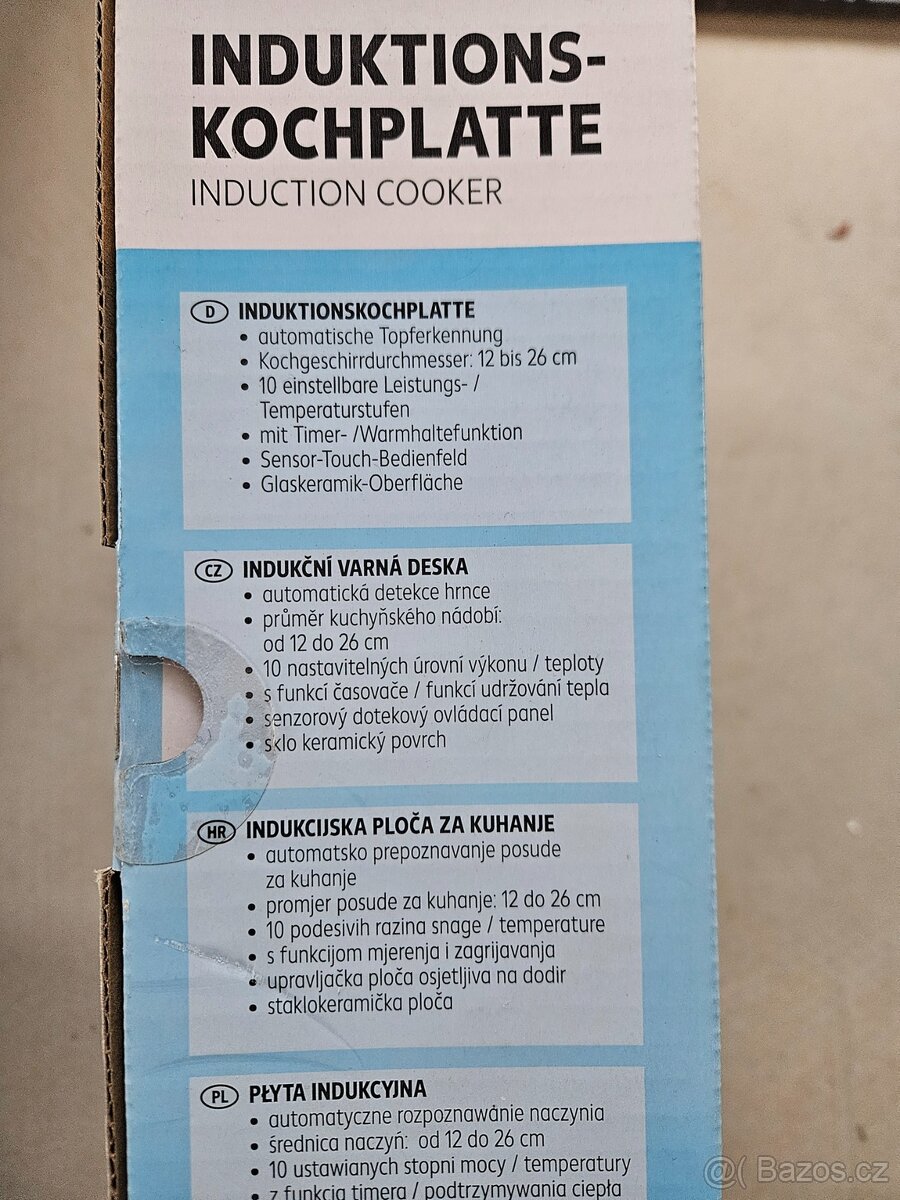 INDUKTIONS-
KOCHPLATTE
INDUCTION COOKER
D INDUKTIONSKOCHPLATTE
• automatische Topferkennung
• Kochgeschirrdurchmesser: 12 bis 26 cm
• 10 einstellbare Leistungs- /
Temperaturstufen
• mit Timer- /Warmhaltefunktion
• Sensor-Touch-Bedienfeld
• Glaskeramik-Oberfläche
CZ INDUKČNÍ VARNÁ DESKA
• automatická detekce hrnce
• průměr kuchyňského nádobí:
od 12 do 26 cm
• 10 nastavitelných úrovní výkonu / teploty
• s funkcí časovače / funkcí udržování tepla
• senzorový dotekový ovládací panel
• sklo keramický povrch
HR INDUKCIJSKA PLOČA ZA KUHANJE
• automatsko prepoznavanje posude
za kuhanje
• promjer posude za kuhanje: 12 do 26 cm
• 10 podesivih razina snage / temperature
• s funkcijom mjerenja i zagrijavanja
• upravljačka ploča osjetljiva na dodir
• staklokeramička ploča
PL PŁYTA INDUKCYJNA
• automatyczne rozpoznawanie naczynia
• średnica naczyń: od 12 do 26 cm
• 10 ustawianych stopni mocy / temperatury
• z funkcją timera / podtrzymywania ciepła
@( Bazos.cz